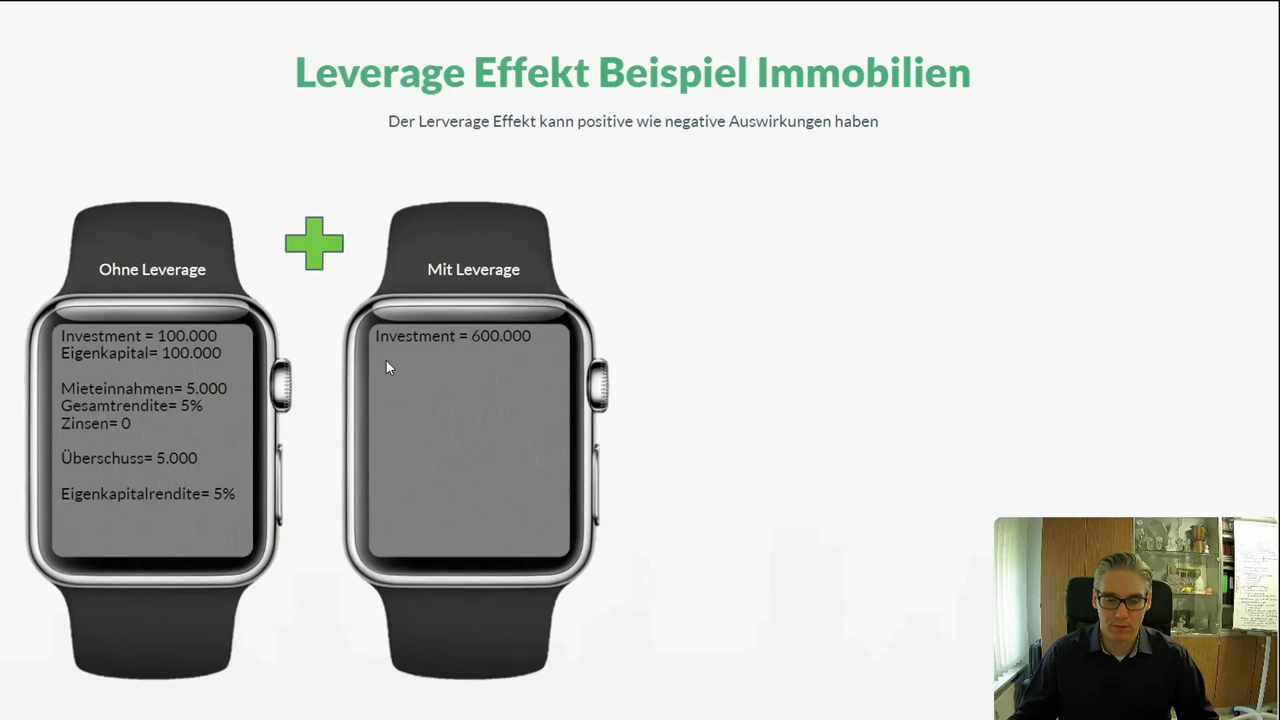 Leverage Effekt Beispiel Immobilien
Der Lerverage Effekt kann positive wie negative Auswirkungen haben
Ohne Leverage
Investment = 100.000
Eigenkapital= 100.000
Mieteinnahmen= 5.000
Gesamtrendite= 5%
Zinsen= 0
Überschuss= 5.000
Eigenkapitalrendite= 5%
Mit Leverage
Investment = 600.000